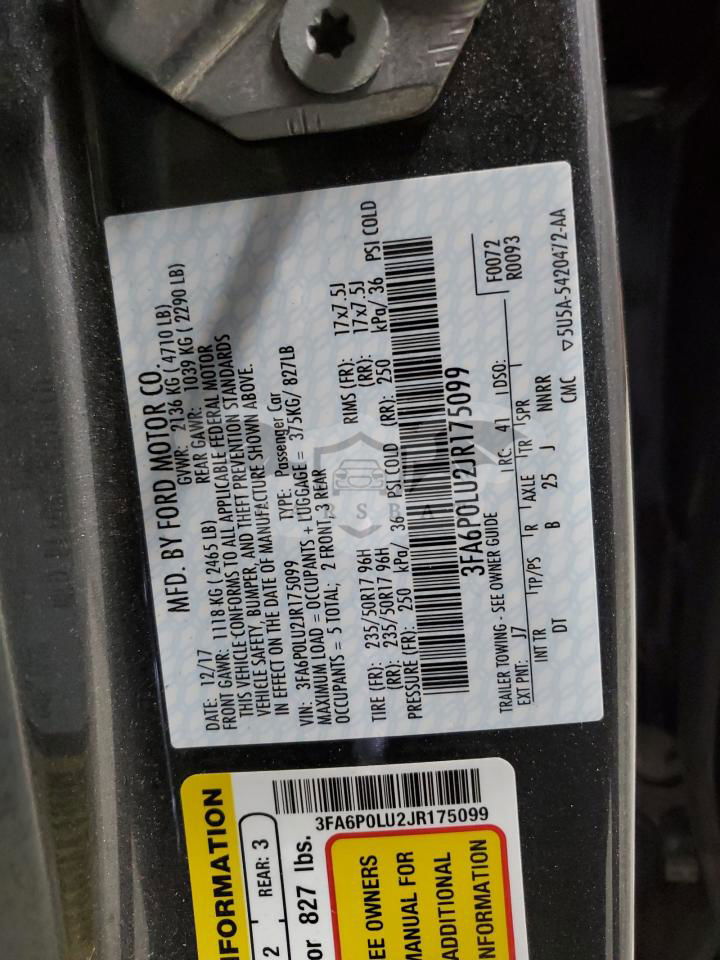 MFD. BY FORD MOTOR CO.
DATE: 12/17 GVWR: 2136 KG ( 4710 LB)
FRONT GAWR: 1118 KG ( 2465 LB) REAR GAWR: 1039 KG ( 2290 LB)
THIS VEHICLE CONFORMS TO ALL APPLICABLE FEDERAL MOTOR
VEHICLE SAFETY, BUMPER, AND THEFT PREVENTION STANDARDS
IN EFFECT ON THE DATE OF MANUFACTURE SHOWN ABOVE.
VIN: 3FA6P0LU2JR175099 TYPE: Passenger Car
MAXIMUM LOAD = OCCUPANTS + LUGGAGE = 375KG/ 827LB
OCCUPANTS = 5 TOTAL; 2 FRONT, 3 REAR
TIRE (FR): 235/50R17 96H RIMS (FR): 17x7.5J
(RR): 235/50R17 96H (RR): 17x7.5J
PRESSURE (FR): 250 kPa/ 36 PSI COLD (RR): 250 kPa/ 36 PSI COLD
3FA6P0LU2JR175099
TRAILER TOWING - SEE OWNER GUIDE F0072
R0093
EXT PNT: J7 RC: 41 DSO:
INT TR TP/PS R AXLE TR SPR
DT B 25 J NNRR
CMC ▽5U5A-5420472-AA
RSBA
FORMATION
2 REAR: 3
or 827 lbs.
3FA6P0LU2JR175099
EE OWNERS
MANUAL FOR
ADDITIONAL
NFORMATION